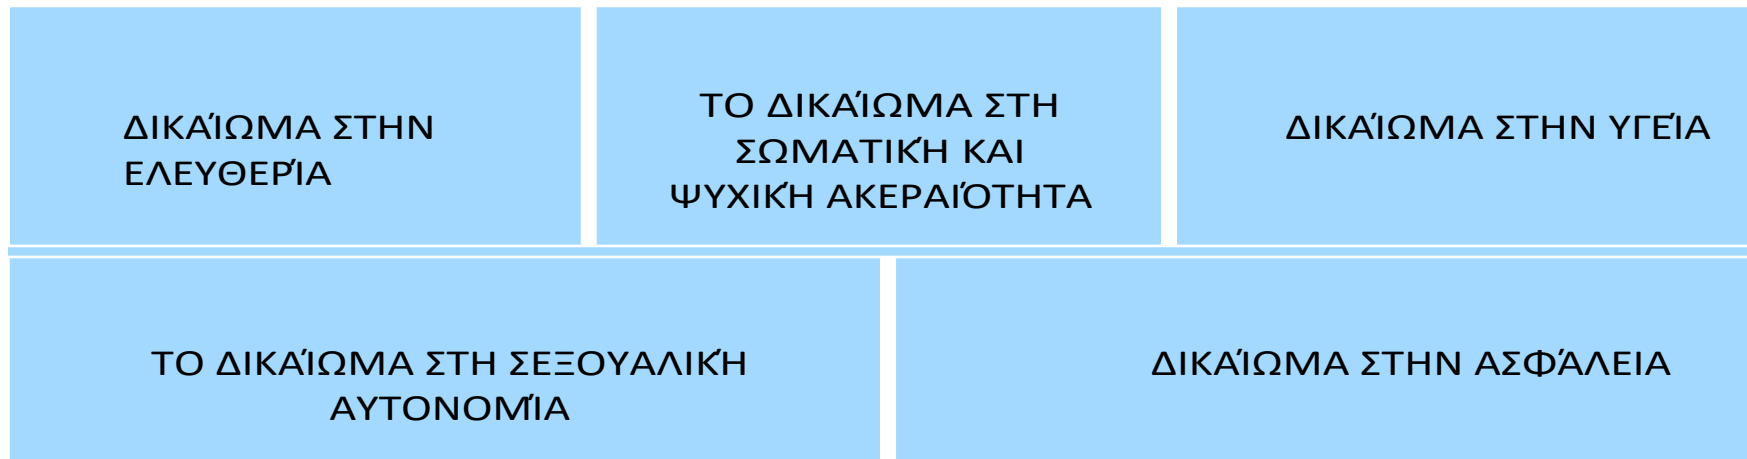 ΔΙΚΑΊΩΜΑ ΣΤΗΝ
ΕΛΕΥΘΕΡΊΑ
ΤΟ ΔΙΚΑΊΩΜΑ ΣΤΗ
ΣΩΜΑΤΙΚΉ ΚΑΙ
ΨΥΧΙΚΉ ΑΚΕΡΑΙΌΤΗΤΑ
ΔΙΚΑΊΩΜΑ ΣΤΗΝ ΥΓΕΊΑ
ΤΟ ΔΙΚΑΊΩΜΑ ΣΤΗ ΣΕΞΟΥΑΛΙΚΉ
ΑΥΤΟΝΟΜΊΑ
ΔΙΚΑΊΩΜΑ ΣΤΗΝ ΑΣΦΆΛΕΙΑ